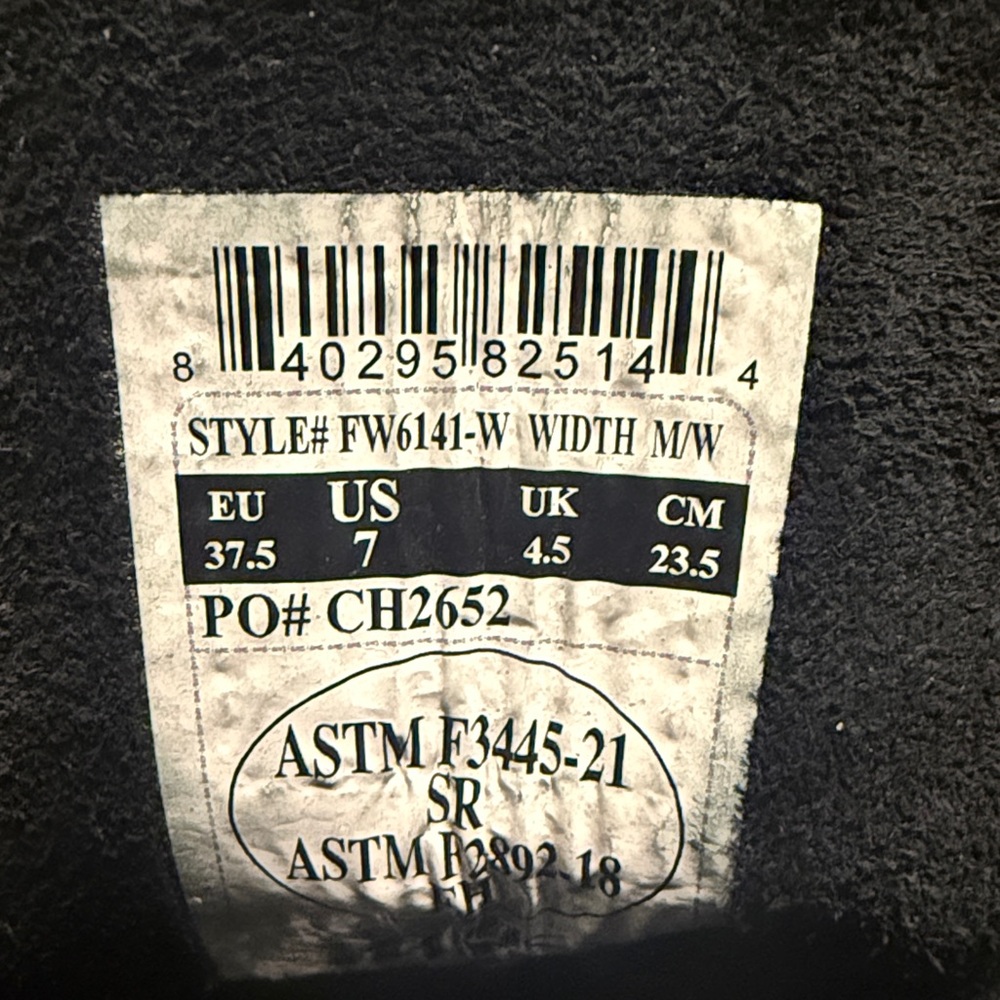 8 40295 82514 4
STYLE# FW6141-W WIDTH M/W
EU US UK CM
37.5 7 4.5 23.5
PO# CH2652
ASTM F3445-21
SR
ASTM F2892-18
EH